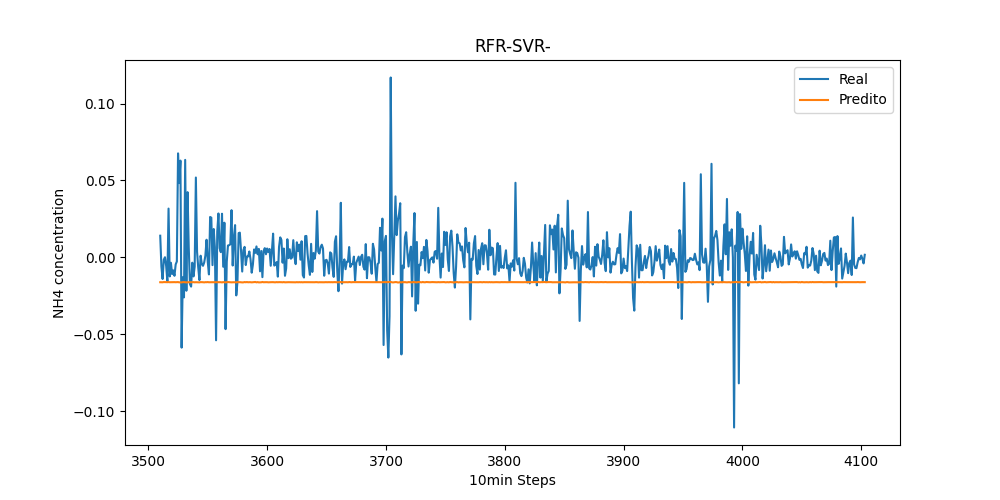 RFR-SVR-
Real
Predito
NH4 concentration
0.10
0.05
0.00
−0.05
−0.10
3500 3600 3700 3800 3900 4000 4100
10min Steps